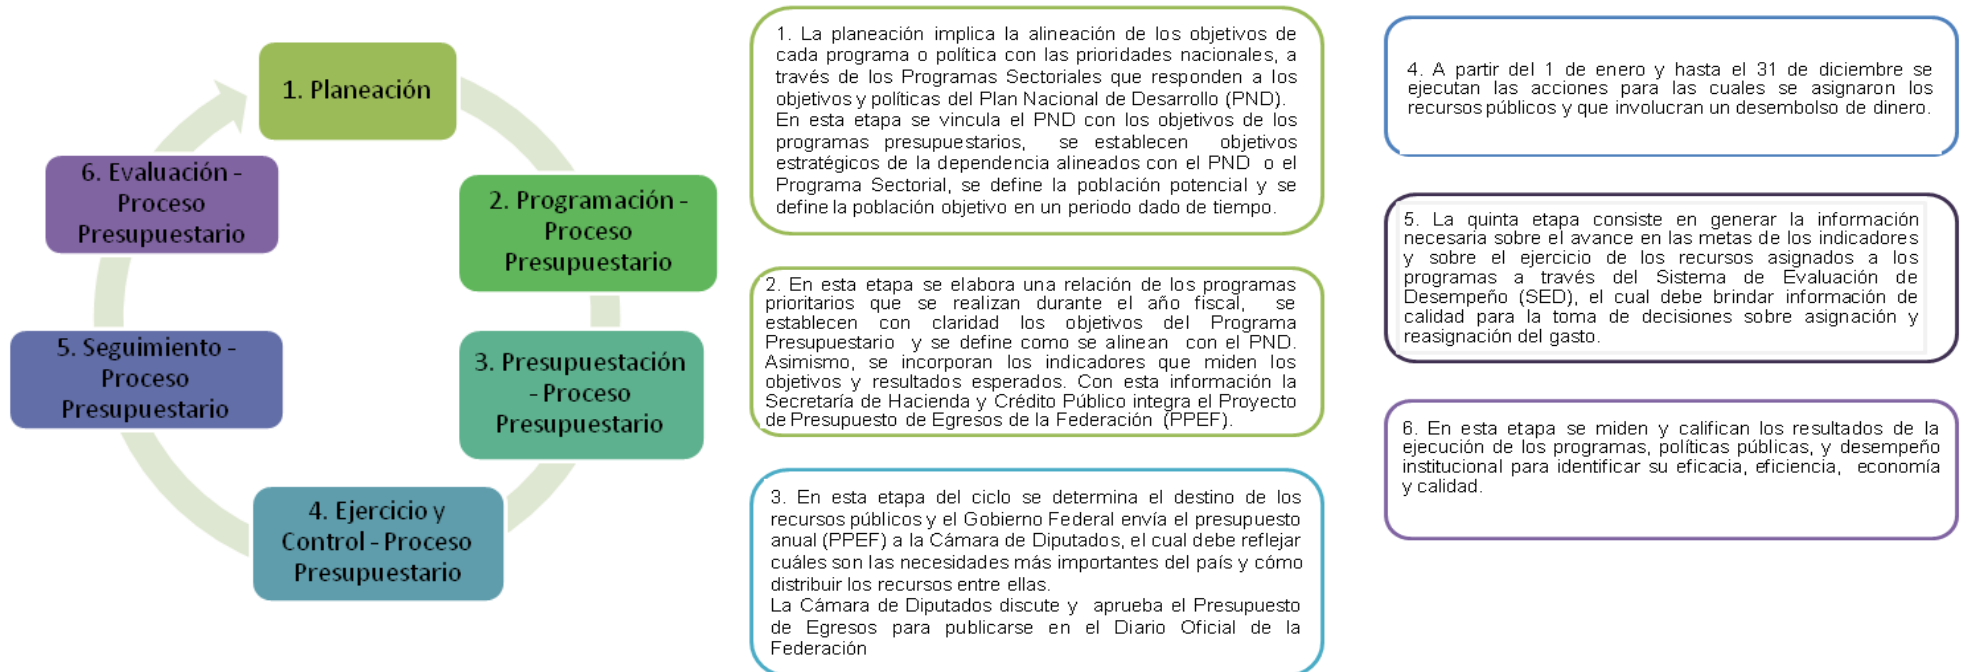 1. Planeación
2. Programación -
Proceso
Presupuestario
3. Presupuestación
- Proceso
Presupuestario
4. Ejercicio y
Control - Proceso
Presupuestario
5. Seguimiento -
Proceso
Presupuestario
6. Evaluación -
Proceso
Presupuestario
1. La planeación implica la alineación de los objetivos de
cada programa o política con las prioridades nacionales, a
través de los Programas Sectoriales que responden a los
objetivos y políticas del Plan Nacional de Desarrollo (PND).
En esta etapa se vincula el PND con los objetivos de los
programas presupuestarios, se establecen objetivos
estratégicos de la dependencia alineados con el PND o el
Programa Sectorial, se define la población potencial y se
define la población objetivo en un periodo dado de tiempo.
2. En esta etapa se elabora una relación de los programas
prioritarios que se realizan durante el año fiscal, se
establecen con claridad los objetivos del Programa
Presupuestario y se define como se alinean con el PND.
Asimismo, se incorporan los indicadores que miden los
objetivos y resultados esperados. Con esta información la
Secretaría de Hacienda y Crédito Público integra el Proyecto
de Presupuesto de Egresos de la Federación (PPEF).
3. En esta etapa del ciclo se determina el destino de los
recursos públicos y el Gobierno Federal envía el presupuesto
anual (PPEF) a la Cámara de Diputados, el cual debe reflejar
cuáles son las necesidades más importantes del país y cómo
distribuir los recursos entre ellas.
La Cámara de Diputados discute y aprueba el Presupuesto
de Egresos para publicarse en el Diario Oficial de la
Federación
4. A partir del 1 de enero y hasta el 31 de diciembre se
ejecutan las acciones para las cuales se asignaron los
recursos públicos y que involucran un desembolso de dinero.
5. La quinta etapa consiste en generar la información
necesaria sobre el avance en las metas de los indicadores
y sobre el ejercicio de los recursos asignados a los
programas a través del Sistema de Evaluación de
Desempeño (SED), el cual debe brindar información de
calidad para la toma de decisiones sobre asignación y
reasignación del gasto.
6. En esta etapa se miden y califican los resultados de la
ejecución de los programas, políticas públicas, y desempeño
institucional para identificar su eficacia, eficiencia, economía
y calidad.